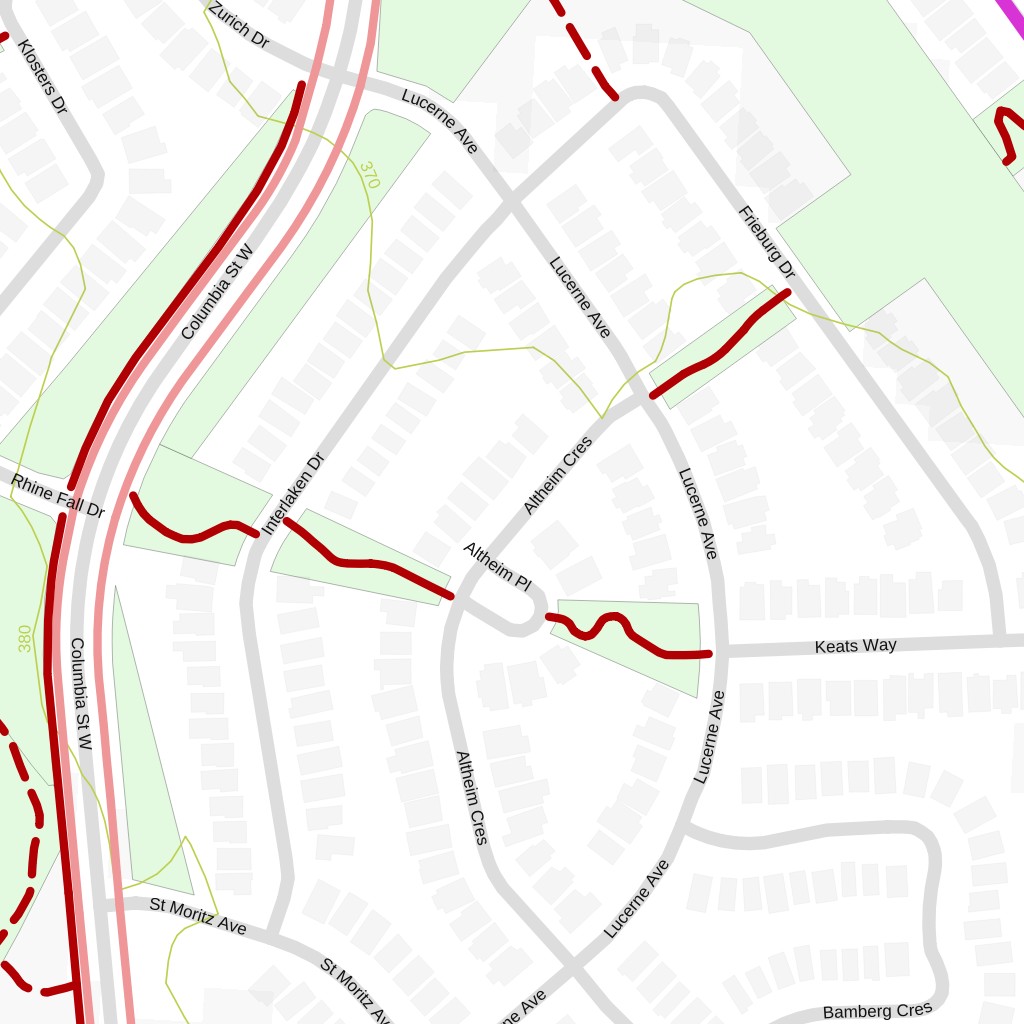 Zurich Dr
Klosters Dr
Lucerne Ave
370
Frieburg Dr
Columbia St W
Lucerne Ave
Altheim Cres
Interlaken Dr
Rhine Fall Dr
Lucerne Ave
Altheim Pl
380
Keats Way
Columbia St W
Lucerne Ave
Altheim Cres
Lucerne Ave
St Moritz Ave
St Moritz Av
ne Ave
Bamberg Cres